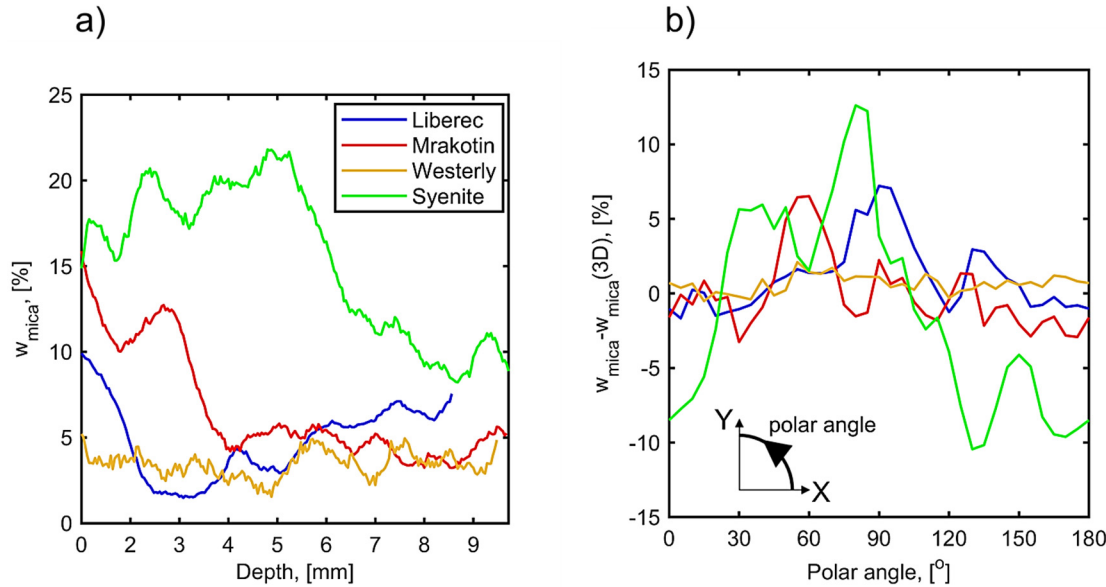 a)
25
20
15
10
5
0
w_mica, [%]
Liberec
Mrakotin
Westerly
Syenite
0 2 3 4 5 6 7 8 9
Depth, [mm]
b)
15
10
5
0
-5
-10
-15
w_mica-w_mica(3D), [%]
Y
polar angle
X
0 30 60 90 120 150 180
Polar angle, [o]